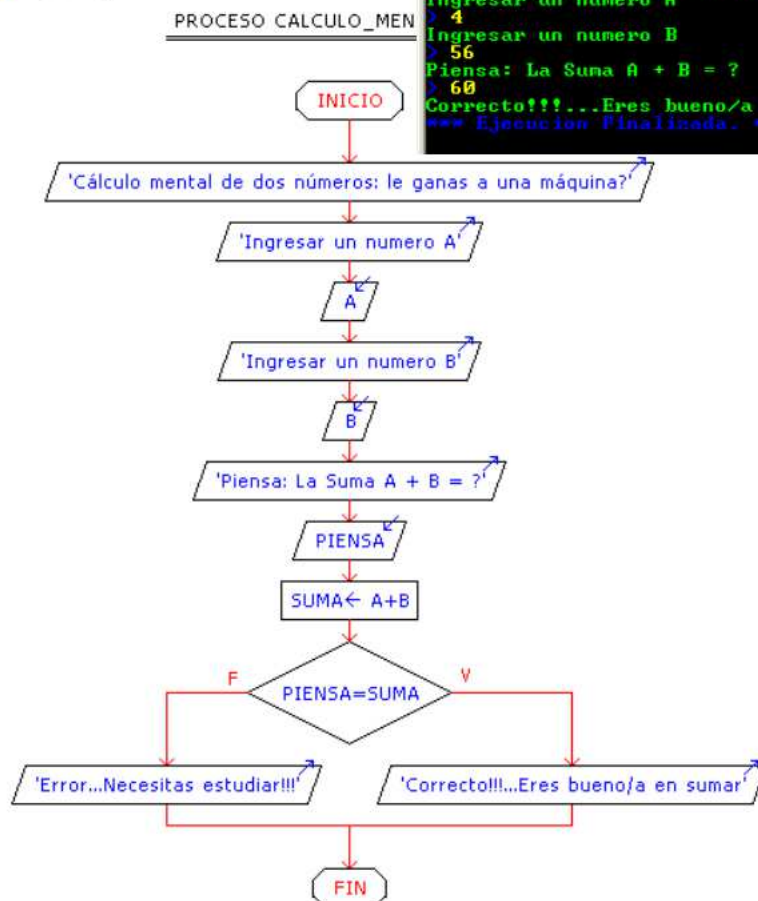 PROCESO CALCULO_MEN
Ingresar un numero A
> 4
Ingresar un numero B
> 56
Piensa: La Suma A + B = ?
> 60
Correcto!!!...Eres bueno/a
*** Ejecucion Finalizada.
INICIO
'Cálculo mental de dos números: le ganas a una máquina?'
'Ingresar un numero A'
A
'Ingresar un numero B'
B
'Piensa: La Suma A + B = ?'
PIENSA
SUMA← A+B
F
V
PIENSA=SUMA
'Error...Necesitas estudiar!!!'
'Correcto!!!...Eres bueno/a en sumar'
FIN